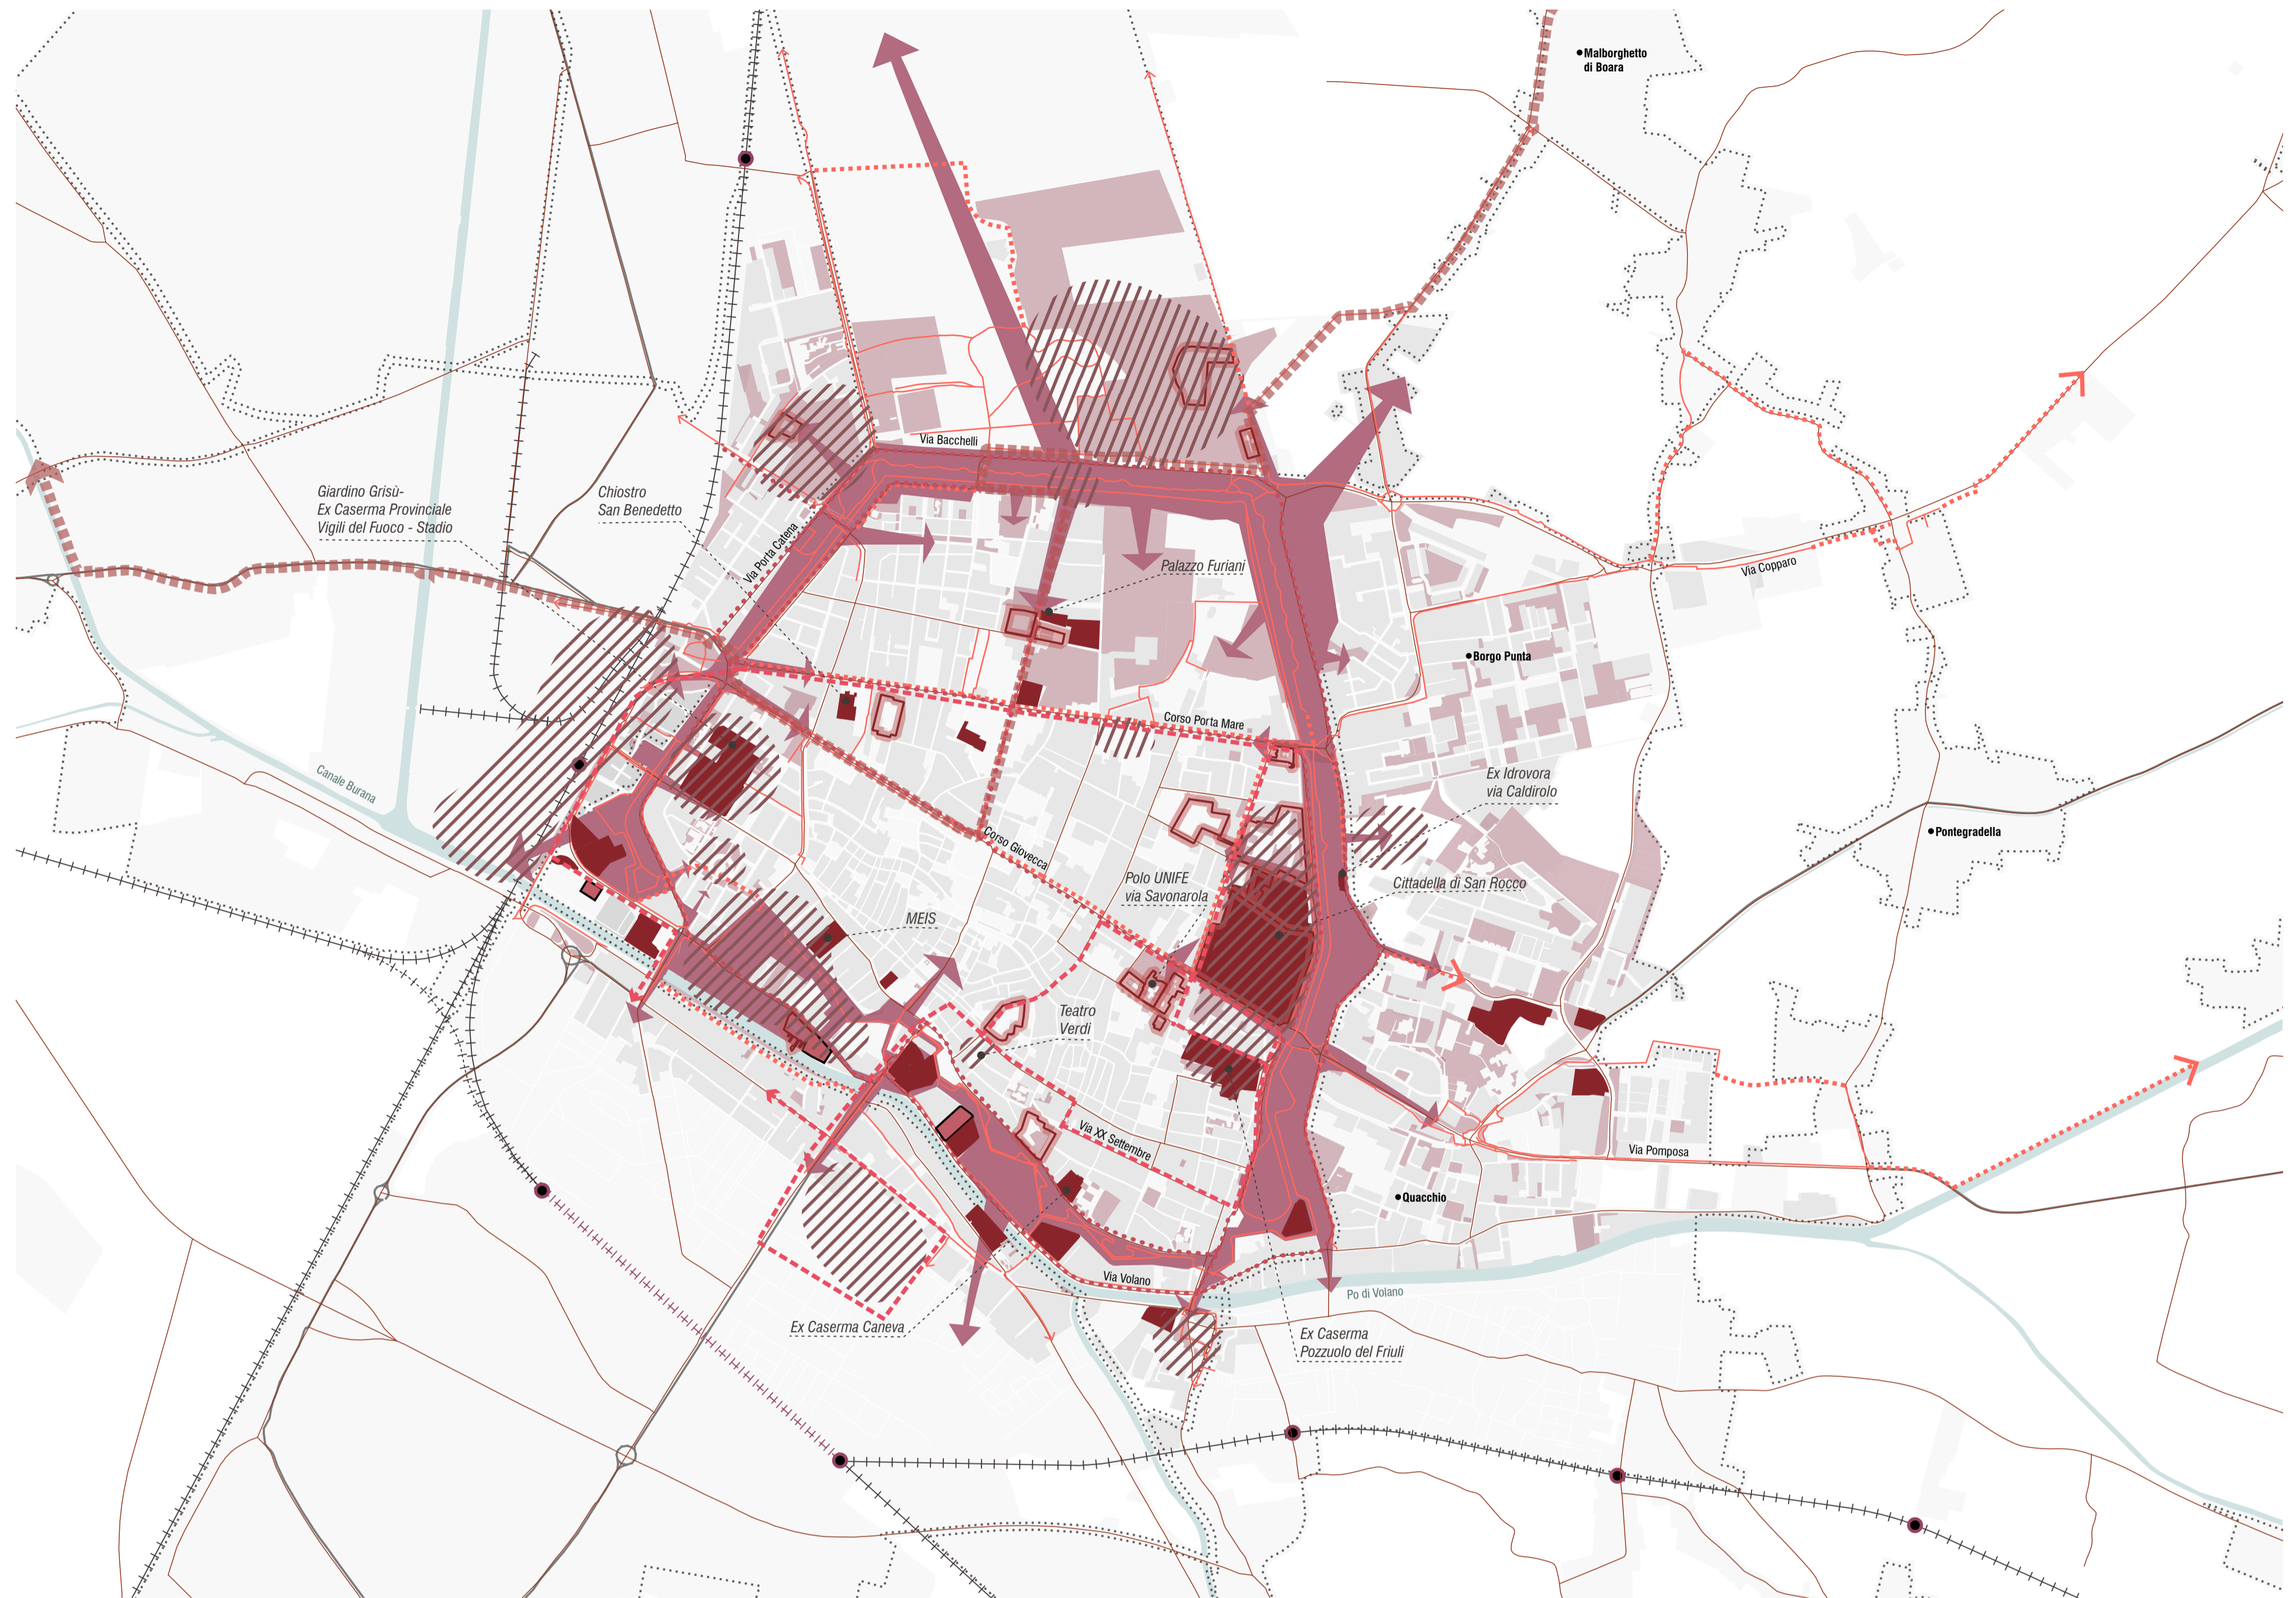 Malborghetto
di Boara
Via Bacchelli
Giardino Grisù-
Ex Caserma Provinciale
Vigili del Fuoco - Stadio
Chiostro
San Benedetto
Via Porta Catena
Palazzo Furiani
Via Copparo
Borgo Punta
Corso Porta Mare
Canale Burana
Ex Idrovora
via Caldirolo
Pontegradella
Corso Giovecca
Polo UNIFE
via Savonarola
Cittadella di San Rocco
MEIS
Teatro
Verdi
Via XX Settembre
Via Pomposa
Quacchio
Via Volano
Po di Volano
Ex Caserma Caneva
Ex Caserma
Pozzuolo del Friuli